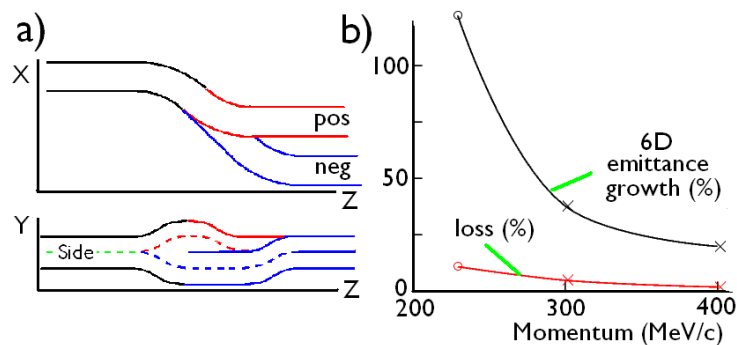 a)
X
pos
neg
Z
Y
Side
Z
b)
100
50
0
6D
emittance
growth (%)
loss (%)
200
300
400
Momentum (MeV/c)